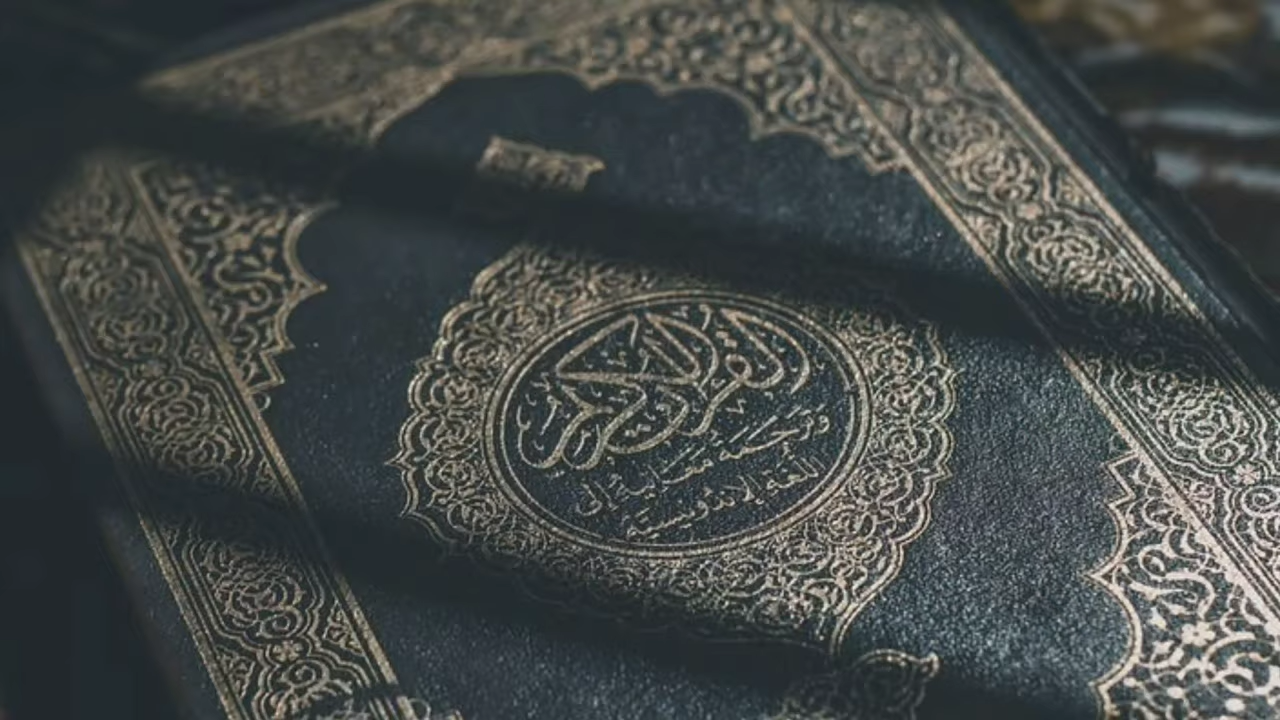 القرآن الكريم
وترجمة معانيه إلى
اللغة الإندونيسية